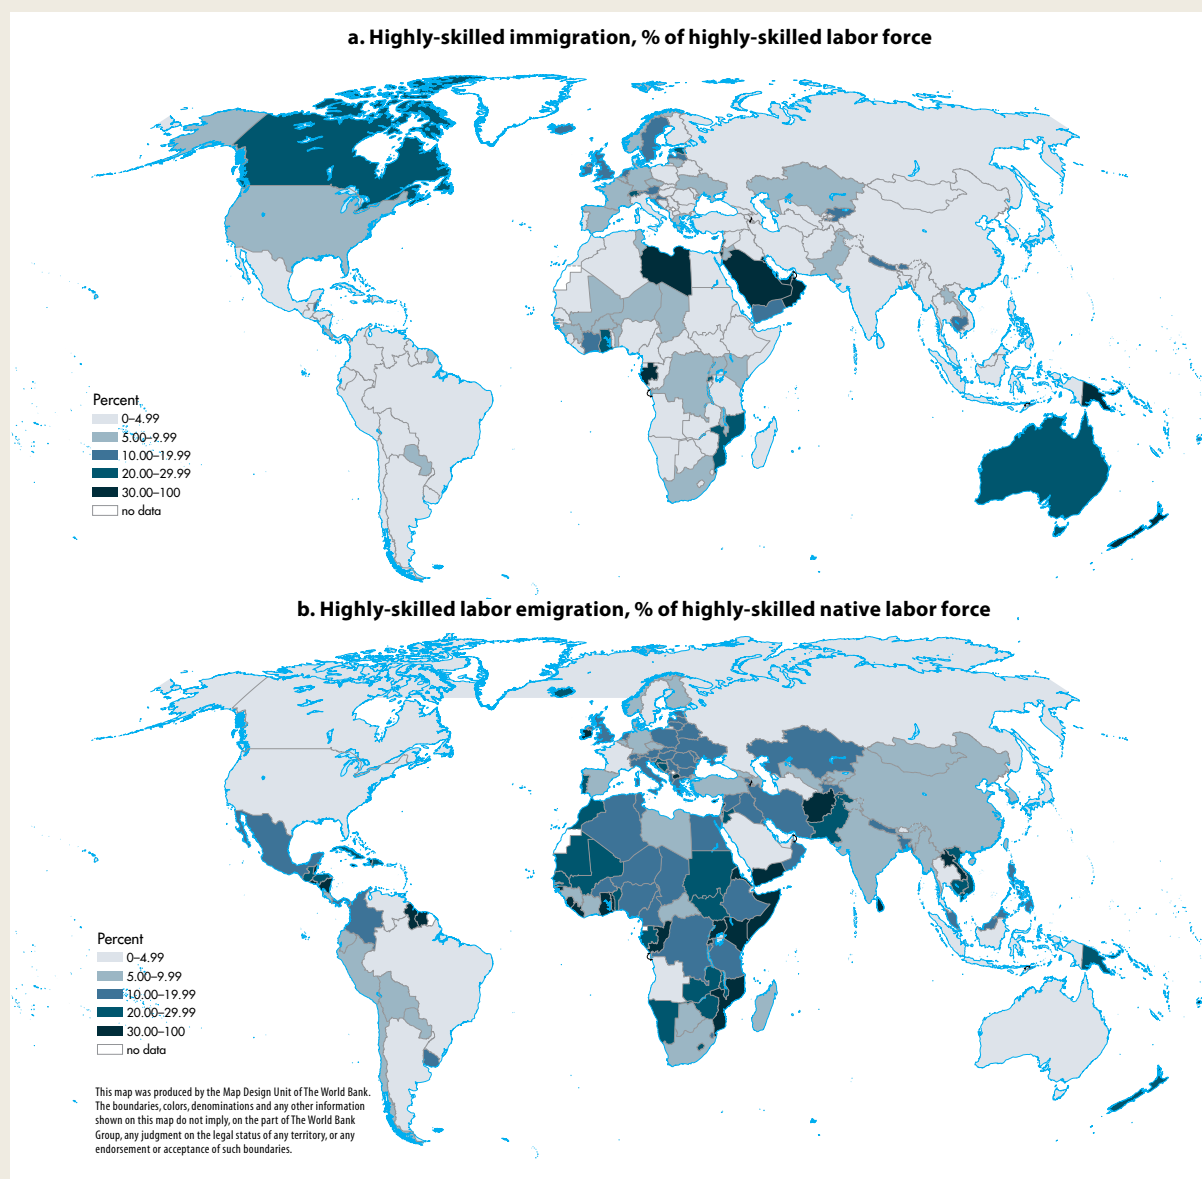 a. Highly-skilled immigration, % of highly-skilled labor force
Percent
0–4.99
5.00–9.99
10.00–19.99
20.00–29.99
30.00–100
no data
b. Highly-skilled labor emigration, % of highly-skilled native labor force
Percent
0–4.99
5.00–9.99
10.00–19.99
20.00–29.99
30.00–100
no data
This map was produced by the Map Design Unit of The World Bank.
The boundaries, colors, denominations and any other information
shown on this map do not imply, on the part of The World Bank
Group, any judgment on the legal status of any territory, or any
endorsement or acceptance of such boundaries.